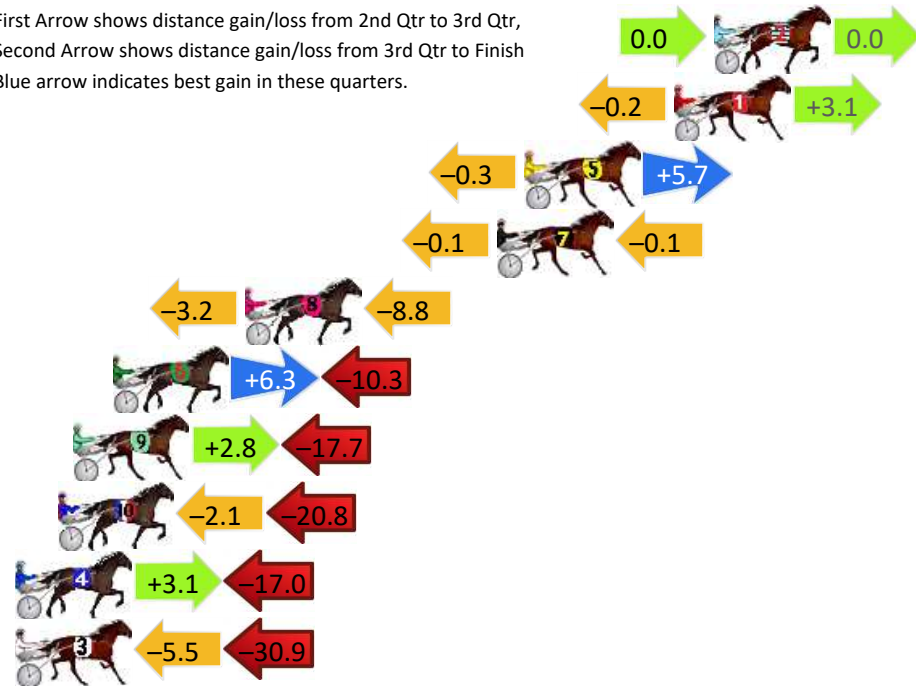 First Arrow shows distance gain/loss from 2nd Qtr to 3rd Qtr,
Second Arrow shows distance gain/loss from 3rd Qtr to Finish
Blue arrow indicates best gain in these quarters.
0.0 2 0.0
–0.2 1 +3.1
–0.3 5 +5.7
–0.1 7 –0.1
–3.2 8 –8.8
6 +6.3 –10.3
9 +2.8 –17.7
10 –2.1 –20.8
4 +3.1 –17.0
3 –5.5 –30.9